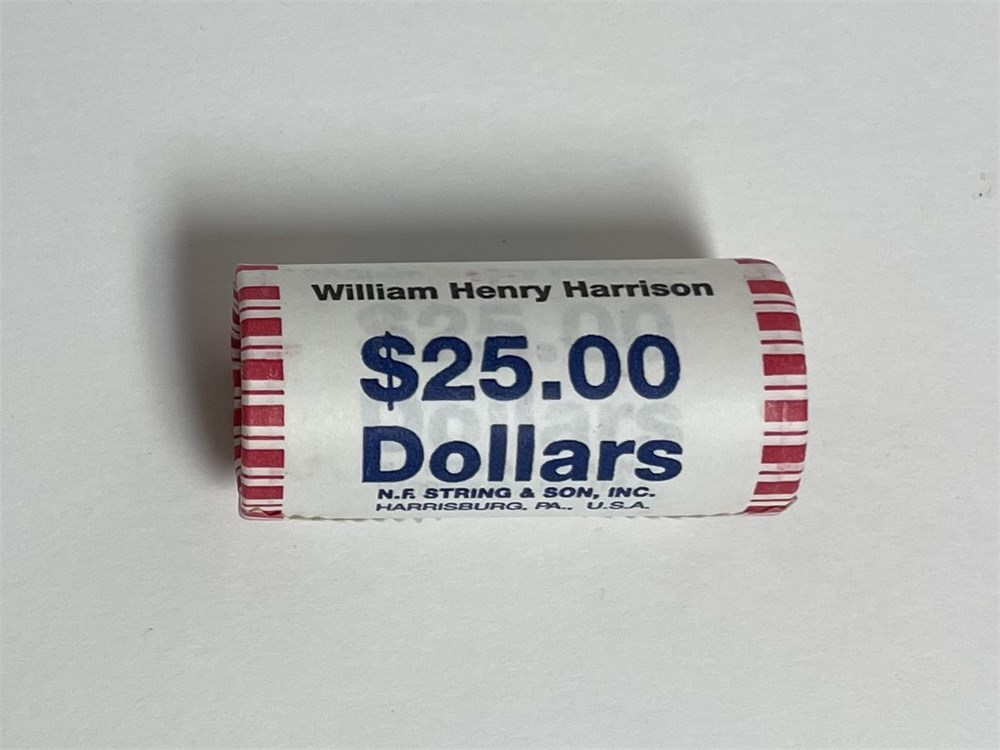 William Henry Harrison
$25.00
Dollars
N.F. STRING & SON, INC.
HARRISBURG, PA., U.S.A.